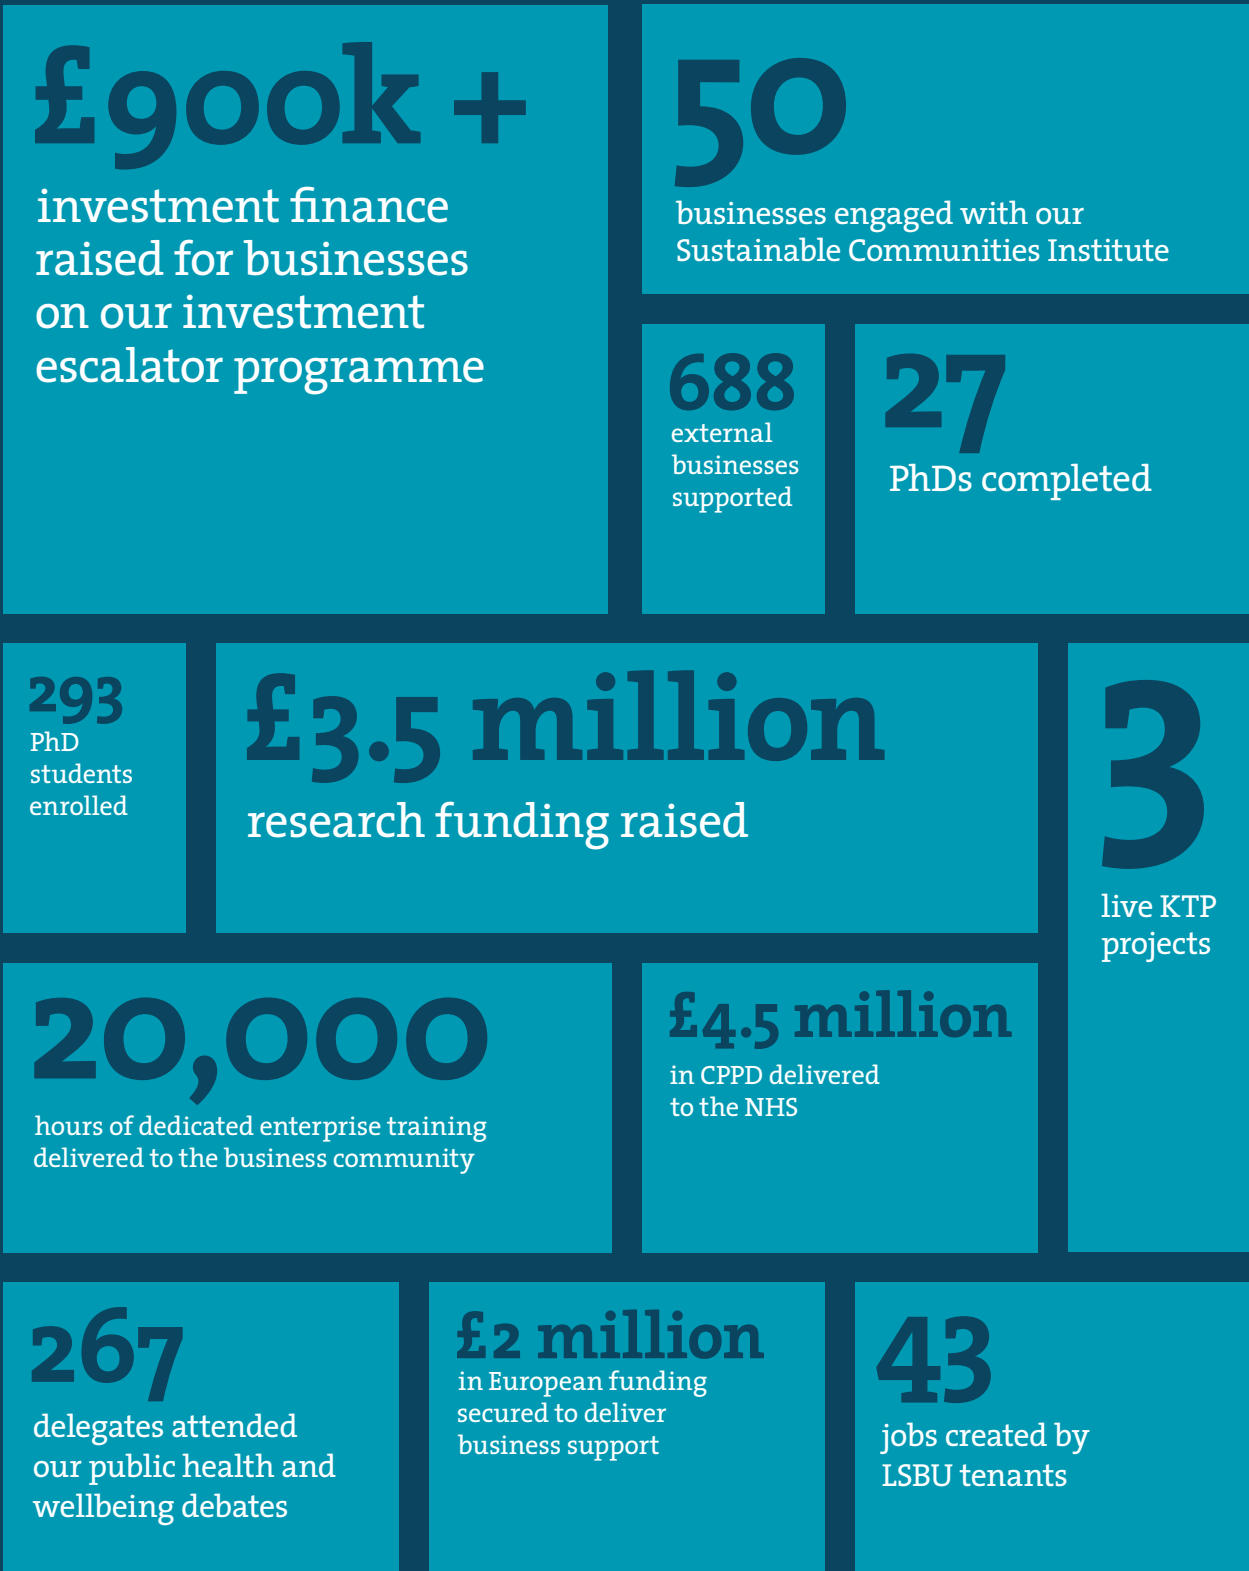 £900k +
investment finance
raised for businesses
on our investment
escalator programme
50
businesses engaged with our
Sustainable Communities Institute
688
external
businesses
supported
27
PhDs completed
293
PhD
students
enrolled
£3.5 million
research funding raised
3
live KTP
projects
20,000
hours of dedicated enterprise training
delivered to the business community
£4.5 million
in CPPD delivered
to the NHS
267
delegates attended
our public health and
wellbeing debates
£2 million
in European funding
secured to deliver
business support
43
jobs created by
LSBU tenants